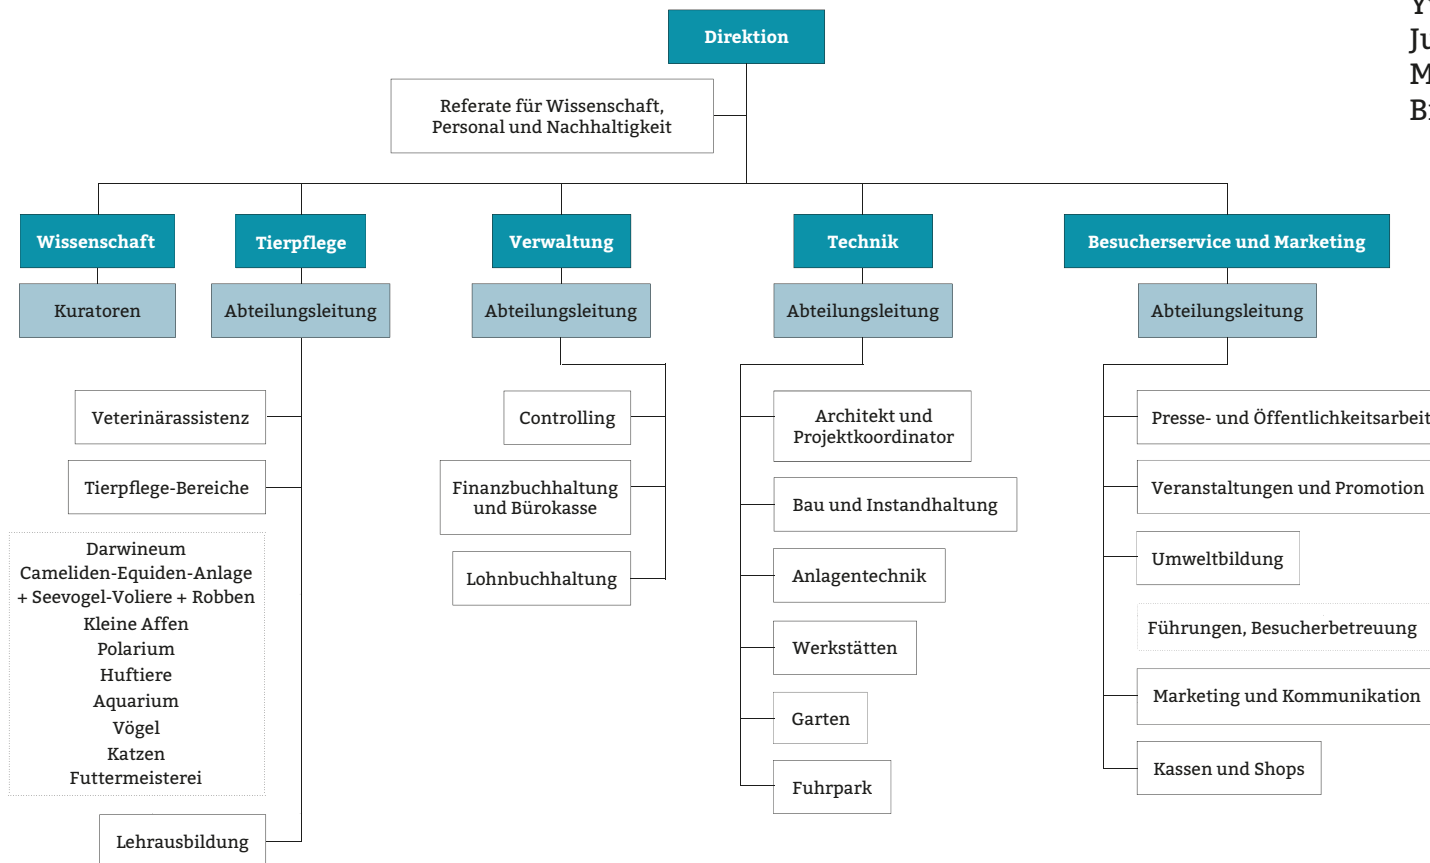 Direktion
Referate für Wissenschaft,
Personal und Nachhaltigkeit
Wissenschaft
Kuratoren
Tierpflege
Abteilungsleitung
Veterinärassistenz
Tierpflege-Bereiche
Darwineum
Cameliden-Equiden-Anlage
+ Seevogel-Voliere + Robben
Kleine Affen
Polarium
Huftiere
Aquarium
Vögel
Katzen
Futtermeisterei
Lehrausbildung
Verwaltung
Abteilungsleitung
Controlling
Finanzbuchhaltung
und Bürokasse
Lohnbuchhaltung
Technik
Abteilungsleitung
Architekt und
Projektkoordinator
Bau und Instandhaltung
Anlagentechnik
Werkstätten
Garten
Fuhrpark
Besucherservice und Marketing
Abteilungsleitung
Presse- und Öffentlichkeitsarbeit
Veranstaltungen und Promotion
Umweltbildung
Führungen, Besucherbetreuung
Marketing und Kommunikation
Kassen und Shops